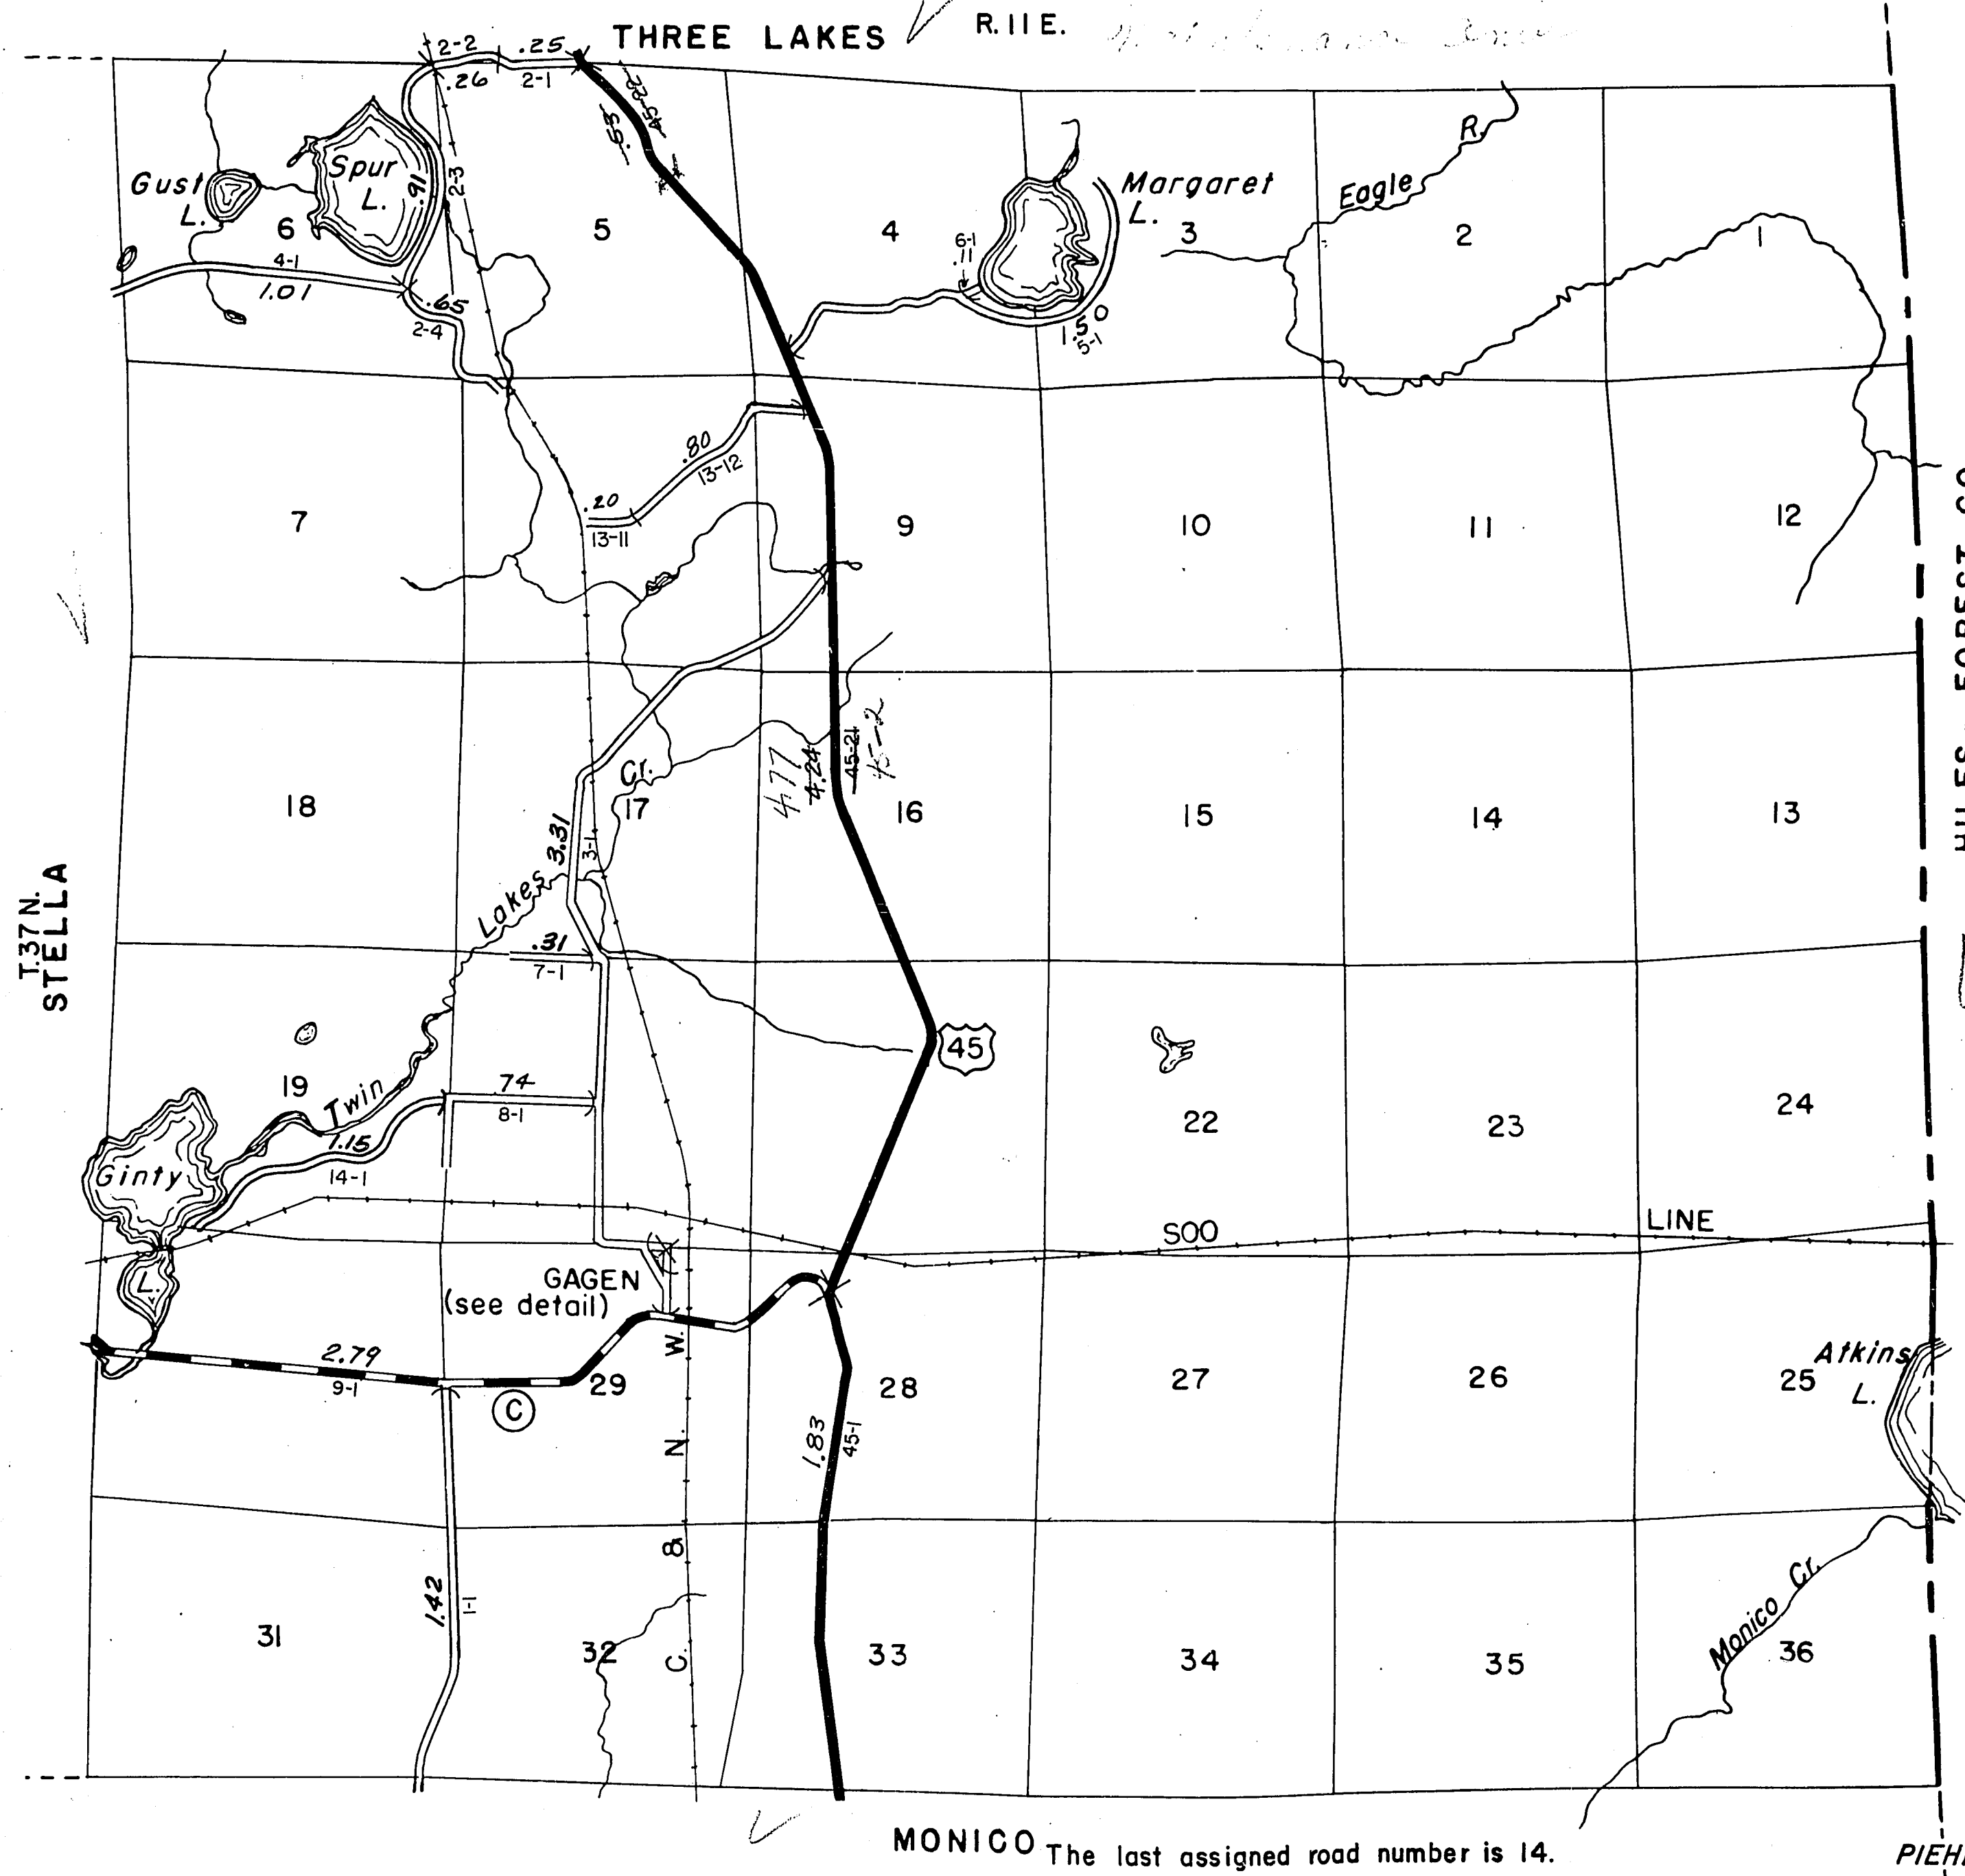 THREE LAKES
R. 11 E.
2-2
.25
.26
2-1
.53
Gust L.
Spur L.
.91
2-3
6
5
4
6-1
.11
Margaret L.
3
Eagle R.
2
1
4-1
1.01
.65
2-4
1.50
5-1
.80
13-12
.20
13-11
7
9
10
11
12
Cr.
17
477
4.24
45-21
45-2
18
3.31
3-1
16
15
14
13
T. 37 N.
STELLA
Lakes
.31
7-1
45
19
Twin
74
8-1
1.15
14-1
Ginty
L.
22
23
24
SOO LINE
GAGEN
(see detail)
2.79
9-1
C
29
W.
N.
&
C.
1.83
45-1
28
27
26
25
Atkins L.
1.42
1-1
31
32
33
34
35
36
Monico Cr.
MONICO
The last assigned road number is 14.